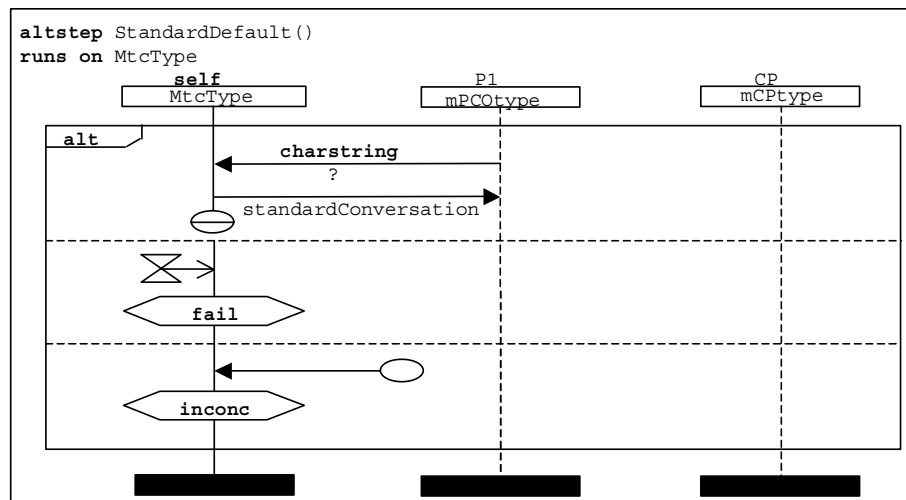 altstep StandardDefault()
runs on MtcType
self P1 CP
MtcType mPCOtype mCPtype
alt
charstring
?
standardConversation
fail
inconc